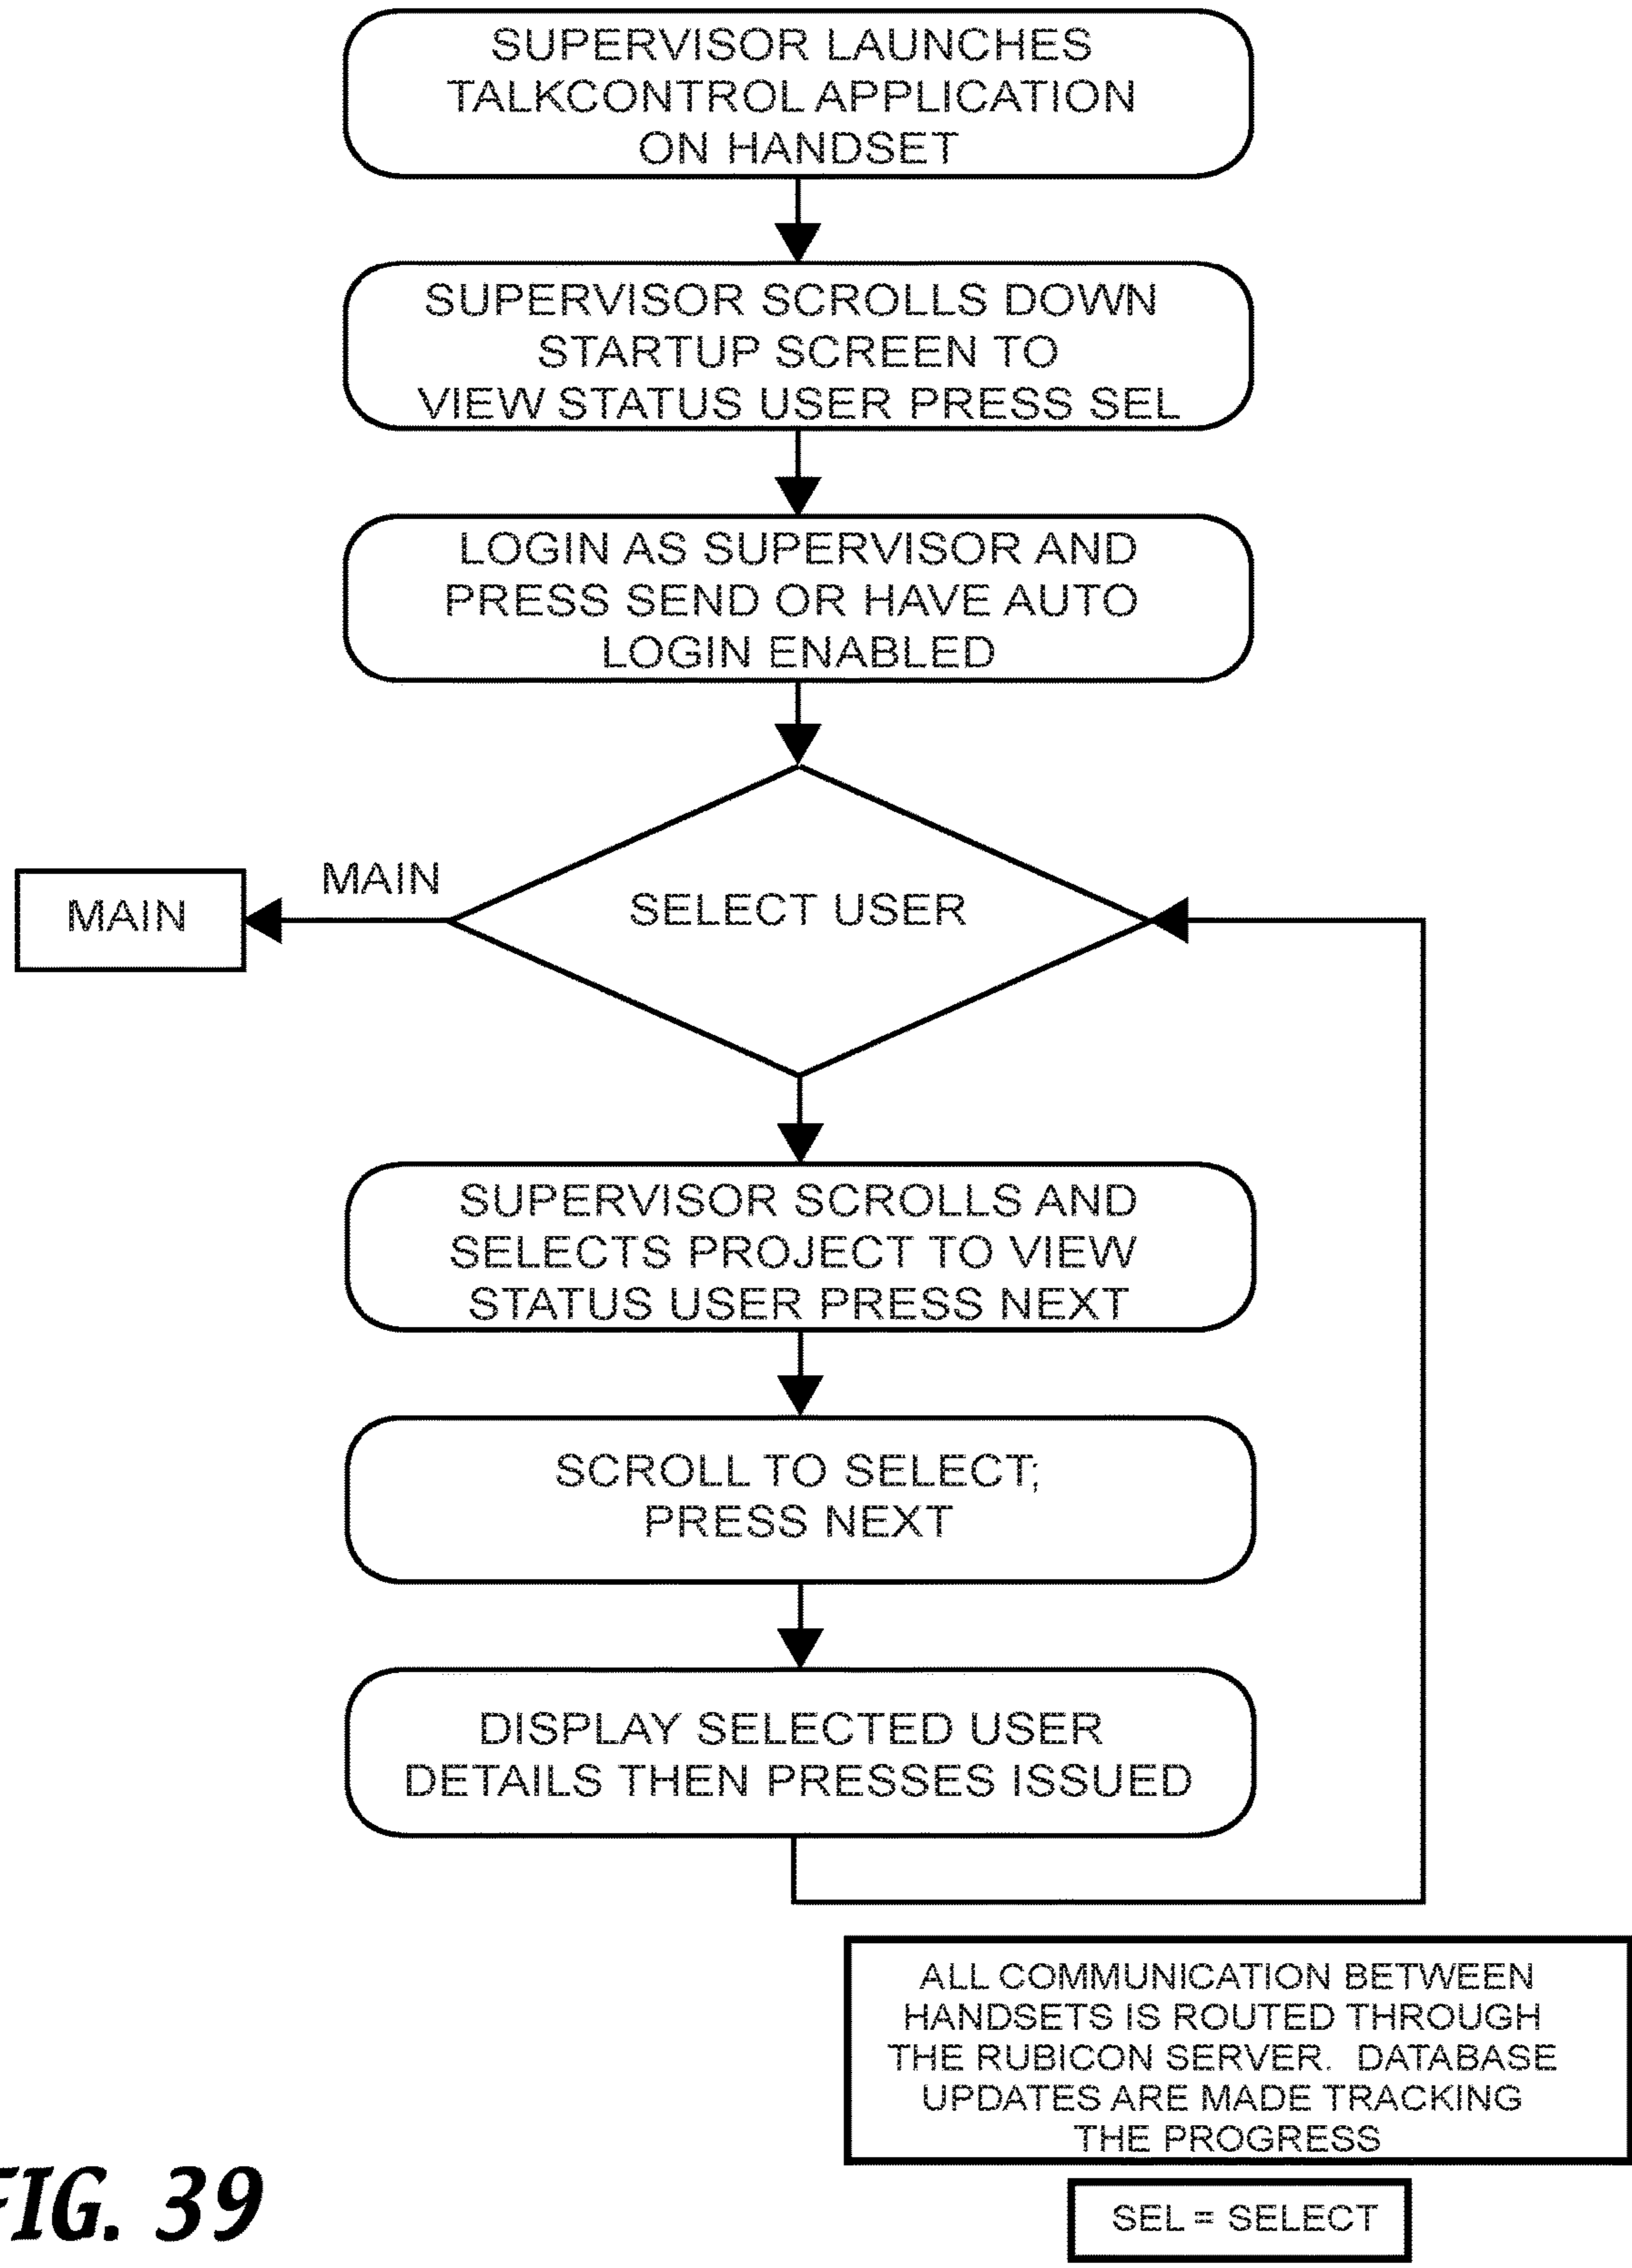 SUPERVISOR LAUNCHES
TALKCONTROL APPLICATION
ON HANDSET
SUPERVISOR SCROLLS DOWN
STARTUP SCREEN TO
VIEW STATUS USER PRESS SEL
LOGIN AS SUPERVISOR AND
PRESS SEND OR HAVE AUTO
LOGIN ENABLED
MAIN
MAIN
SELECT USER
SUPERVISOR SCROLLS AND
SELECTS PROJECT TO VIEW
STATUS USER PRESS NEXT
SCROLL TO SELECT;
PRESS NEXT
DISPLAY SELECTED USER
DETAILS THEN PRESSES ISSUED
ALL COMMUNICATION BETWEEN
HANDSETS IS ROUTED THROUGH
THE RUBICON SERVER. DATABASE
UPDATES ARE MADE TRACKING
THE PROGRESS
SEL = SELECT
FIG. 39